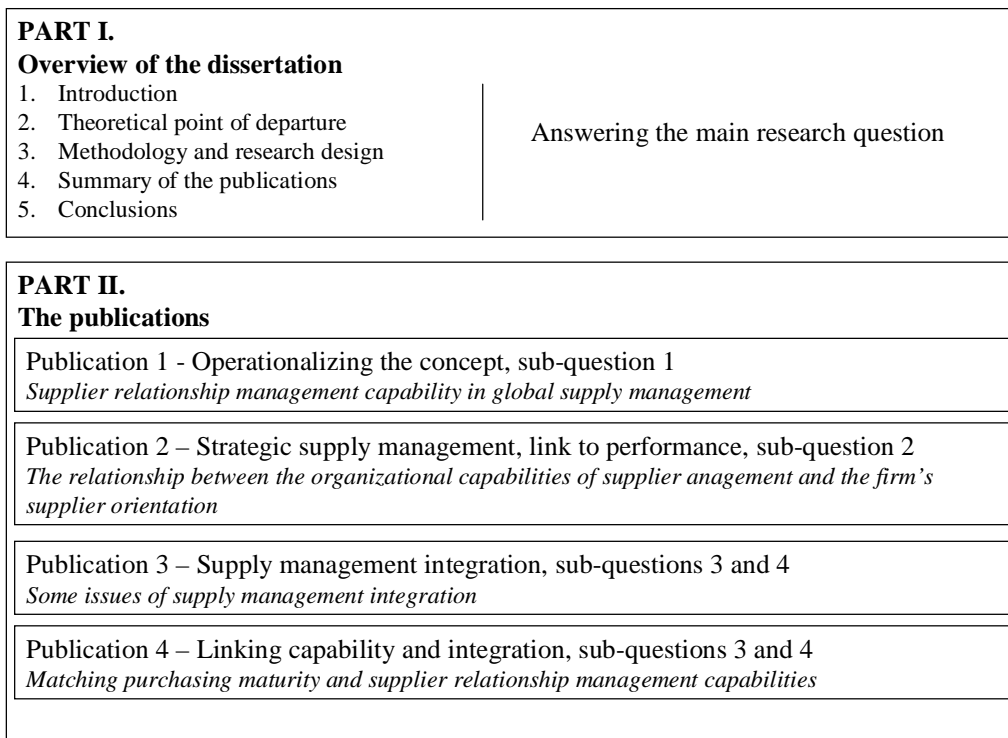 PART I.
Overview of the dissertation
1. Introduction
2. Theoretical point of departure
3. Methodology and research design
4. Summary of the publications
5. Conclusions
Answering the main research question
PART II.
The publications
Publication 1 - Operationalizing the concept, sub-question 1
Supplier relationship management capability in global supply management
Publication 2 – Strategic supply management, link to performance, sub-question 2
The relationship between the organizational capabilities of supplier anagement and the firm’s
supplier orientation
Publication 3 – Supply management integration, sub-questions 3 and 4
Some issues of supply management integration
Publication 4 – Linking capability and integration, sub-questions 3 and 4
Matching purchasing maturity and supplier relationship management capabilities